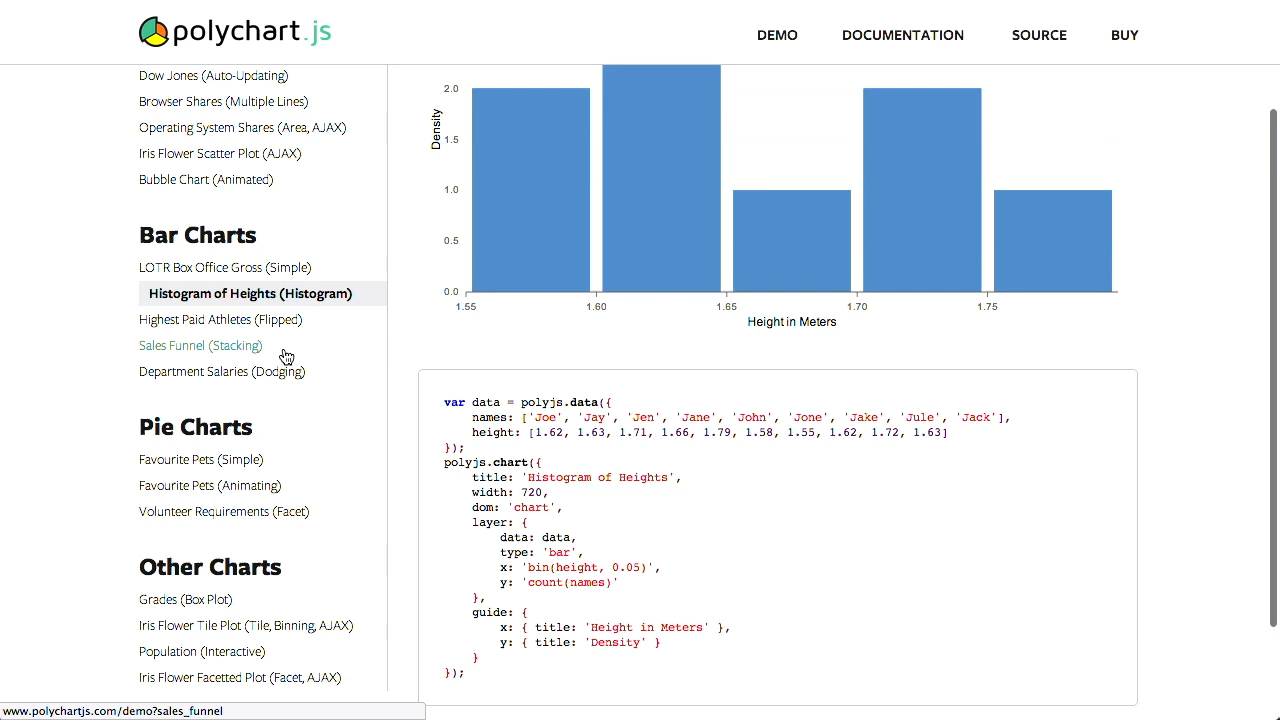 polychart.js
DEMO DOCUMENTATION SOURCE BUY
Dow Jones (Auto-Updating)
Browser Shares (Multiple Lines)
Operating System Shares (Area, AJAX)
Iris Flower Scatter Plot (AJAX)
Bubble Chart (Animated)
Bar Charts
LOTR Box Office Gross (Simple)
Histogram of Heights (Histogram)
Highest Paid Athletes (Flipped)
Sales Funnel (Stacking)
Department Salaries (Dodging)
Pie Charts
Favourite Pets (Simple)
Favourite Pets (Animating)
Volunteer Requirements (Facet)
Other Charts
Grades (Box Plot)
Iris Flower Tile Plot (Tile, Binning, AJAX)
Population (Interactive)
Iris Flower Facetted Plot (Facet, AJAX)
Density
2.0
1.5
1.0
0.5
0.0
1.55 1.60 1.65 1.70 1.75
Height in Meters
var data = polyjs.data({
    names: ['Joe', 'Jay', 'Jen', 'Jane', 'John', 'Jone', 'Jake', 'Jule', 'Jack'],
    height: [1.62, 1.63, 1.71, 1.66, 1.79, 1.58, 1.55, 1.62, 1.72, 1.63]
});
polyjs.chart({
    title: 'Histogram of Heights',
    width: 720,
    dom: 'chart',
    layer: {
        data: data,
        type: 'bar',
        x: 'bin(height, 0.05)',
        y: 'count(names)'
    },
    guide: {
        x: { title: 'Height in Meters' },
        y: { title: 'Density' }
    }
});
www.polychartjs.com/demo?sales_funnel